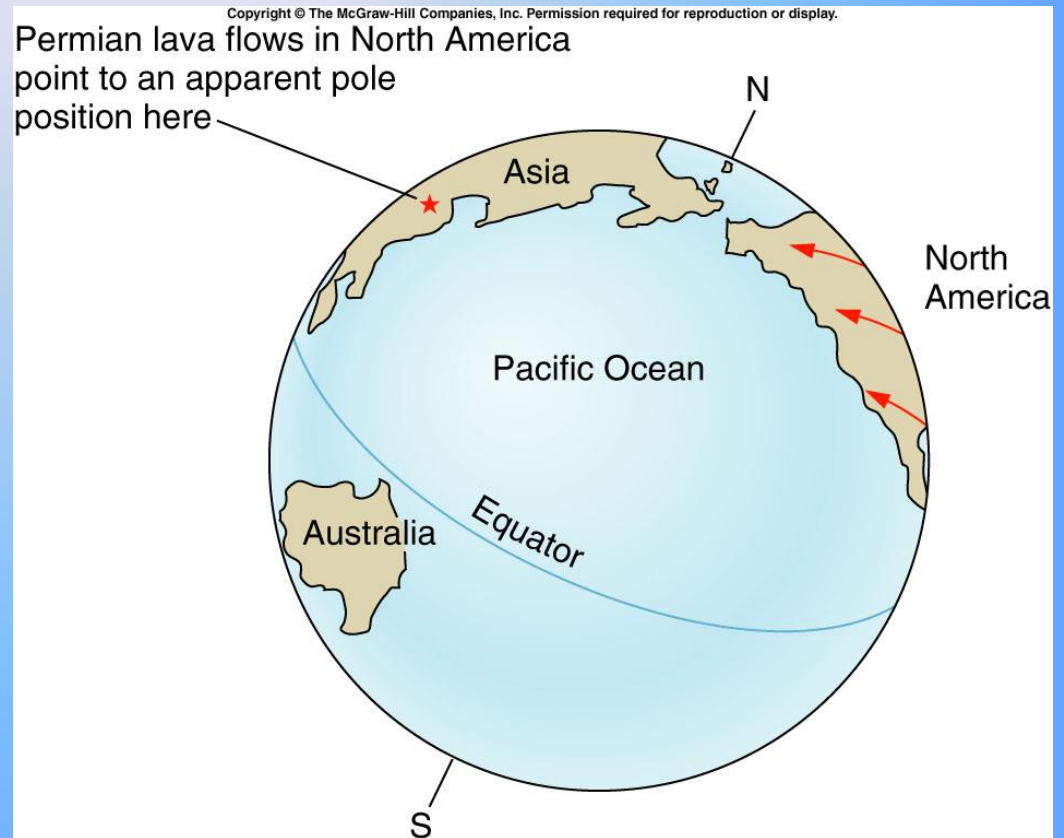 Copyright © The McGraw-Hill Companies, Inc. Permission required for reproduction or display.
Permian lava flows in North America
point to an apparent pole
position here
N
Asia
North
America
Pacific Ocean
Equator
Australia
S